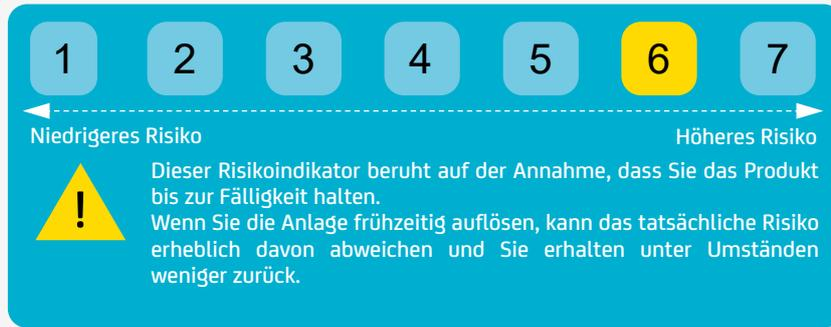 1 2 3 4 5 6 7
Niedrigeres Risiko Höheres Risiko
Dieser Risikoindikator beruht auf der Annahme, dass Sie das Produkt
bis zur Fälligkeit halten.
Wenn Sie die Anlage frühzeitig auflösen, kann das tatsächliche Risiko
erheblich davon abweichen und Sie erhalten unter Umständen
weniger zurück.
!